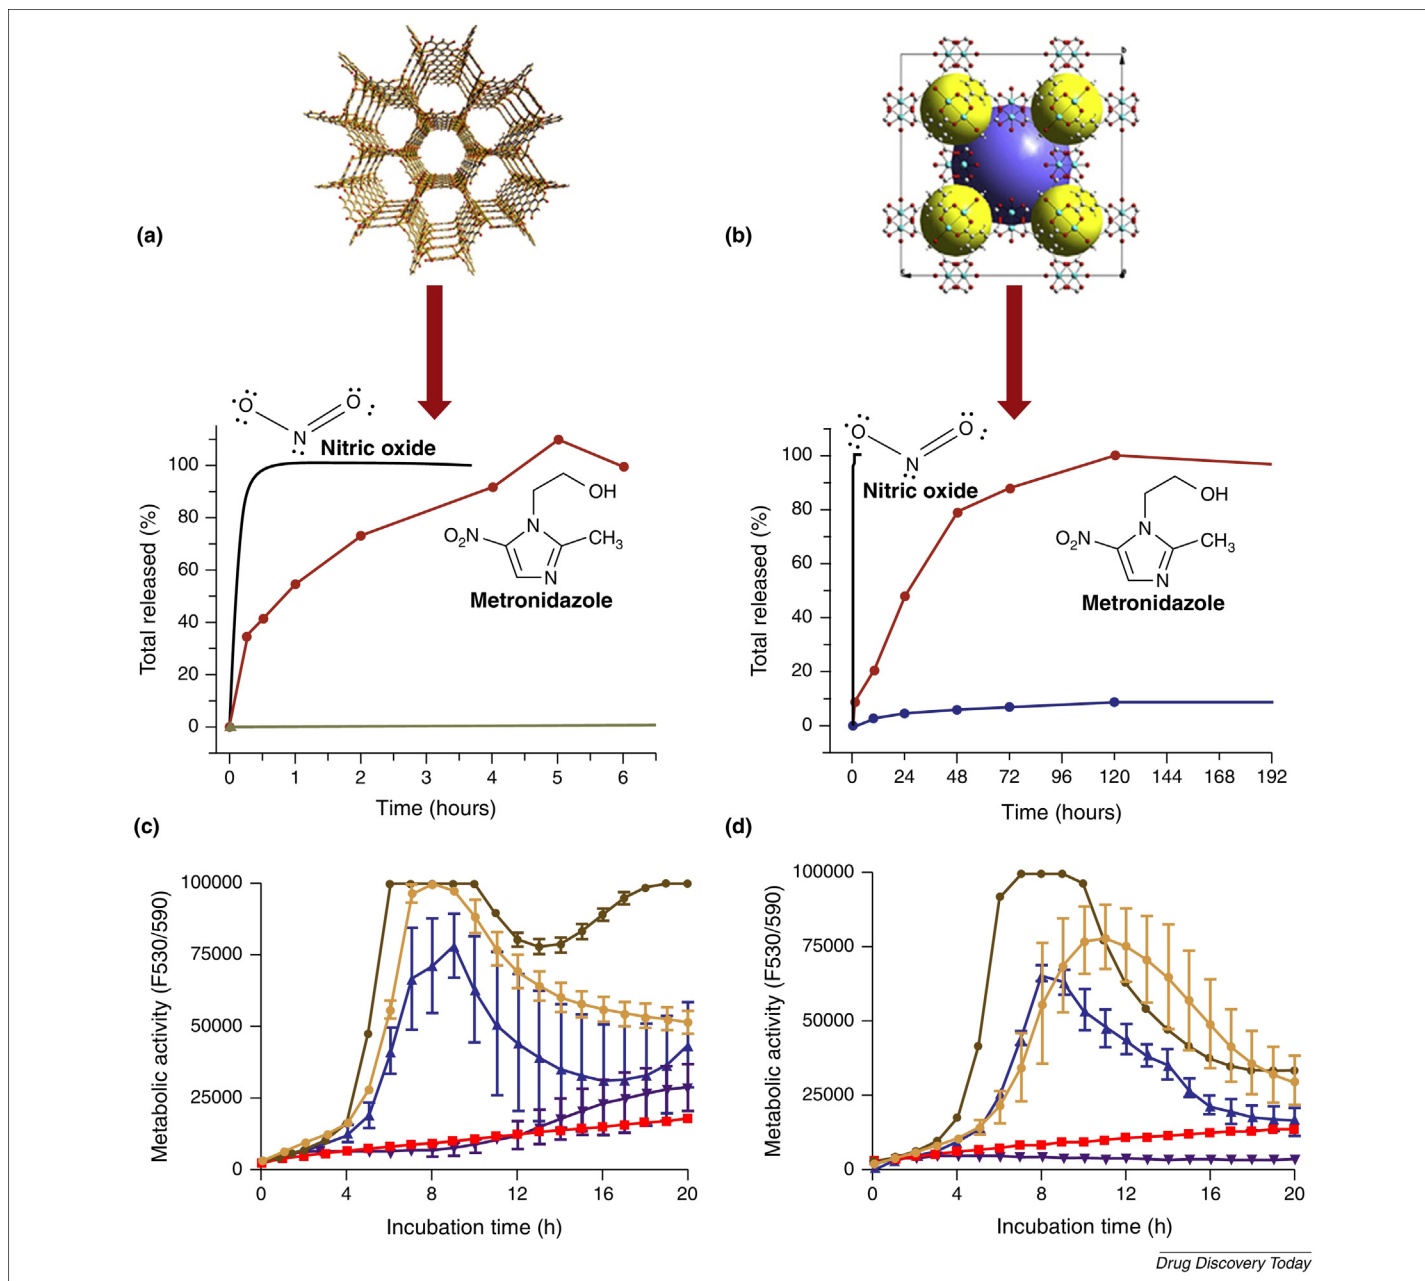 (a)
(b)
b
c
a
O
N
O
Nitric oxide
100
80
60
40
20
0
Total released (%)
OH
N
O2N
CH3
N
Metronidazole
0 1 2 3 4 5 6
Time (hours)
O
N
O
Nitric oxide
100
80
60
40
20
0
Total released (%)
OH
N
O2N
CH3
N
Metronidazole
0 24 48 72 96 120 144 168 192
Time (hours)
(c)
100000
75000
50000
25000
0
Metabolic activity (F530/590)
0 4 8 12 16 20
Incubation time (h)
(d)
100000
75000
50000
25000
0
Metabolic activity (F530/590)
0 4 8 12 16 20
Incubation time (h)
Drug Discovery Today